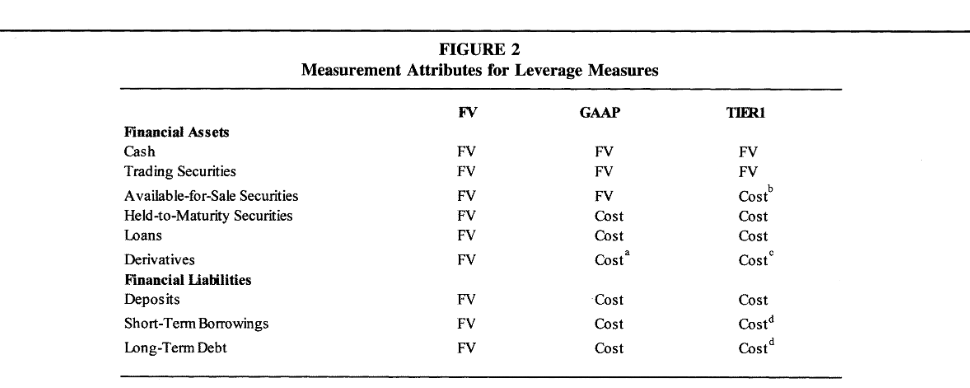 FIGURE 2
Measurement Attributes for Leverage Measures
FV GAAP TIER1
Financial Assets
Cash FV FV FV
Trading Securities FV FV FV
Available-for-Sale Securities FV FV Cost^b
Held-to-Maturity Securities FV Cost Cost
Loans FV Cost Cost
Derivatives FV Cost^a Cost^c
Financial Liabilities
Deposits FV Cost Cost
Short-Term Borrowings FV Cost Cost^d
Long-Term Debt FV Cost Cost^d